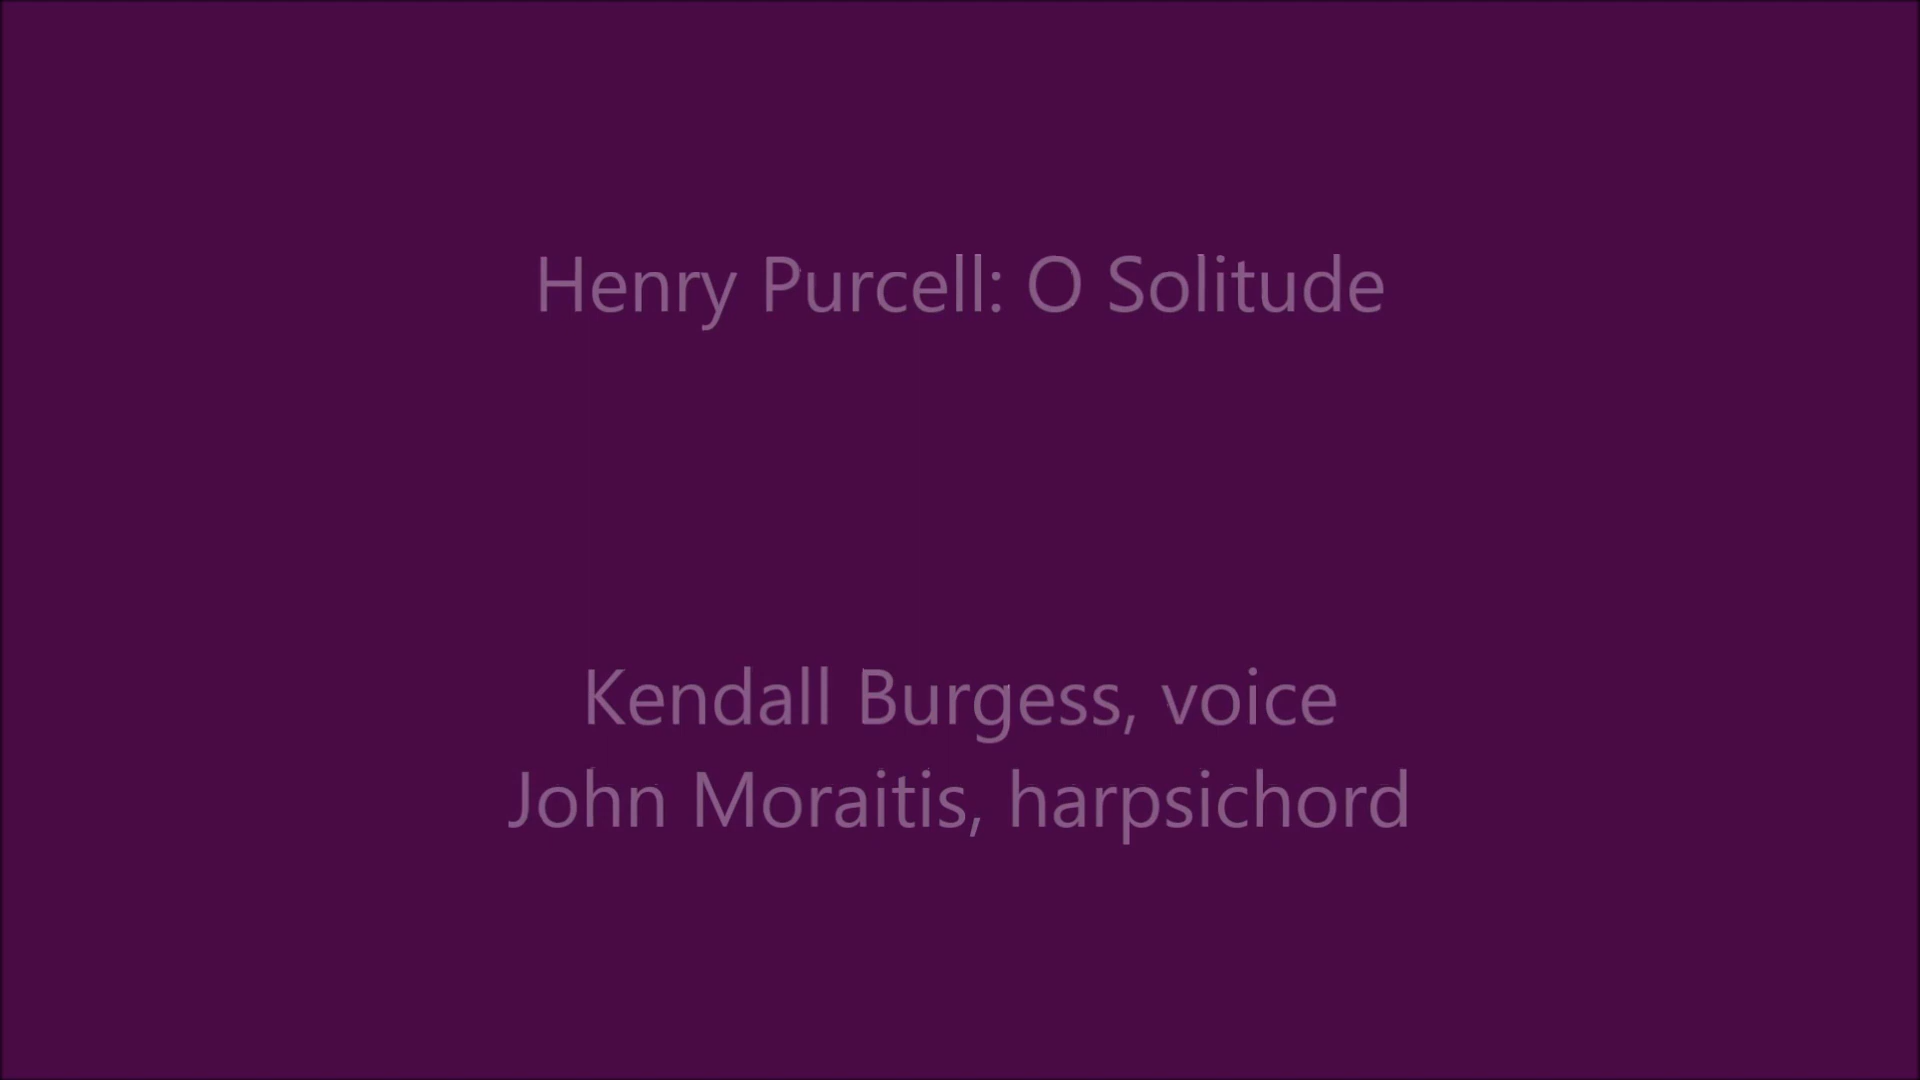 Henry Purcell: O Solitude
Kendall Burgess, voice
John Moraitis, harpsichord